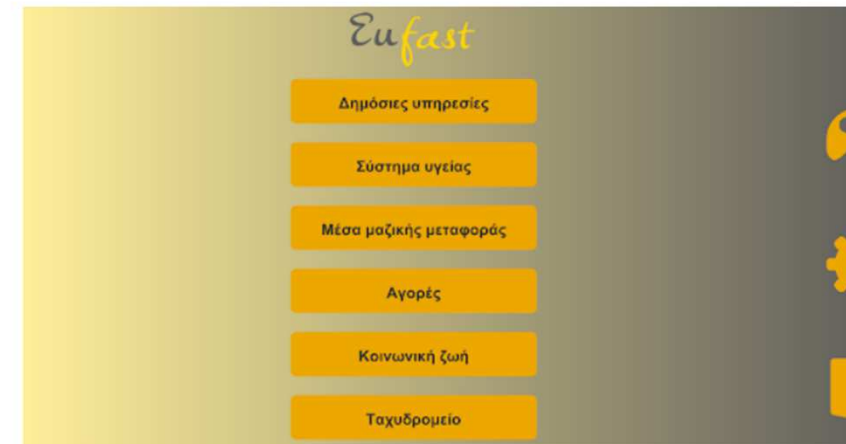 Eufast
Δημόσιες υπηρεσίες
Σύστημα υγείας
Μέσα μαζικής μεταφοράς
Αγορές
Κοινωνική ζωή
Ταχυδρομείο